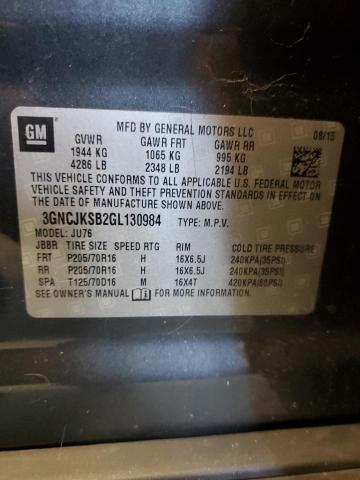 GM
MFD BY GENERAL MOTORS LLC 08/15
GVWR GAWR FRT GAWR RR
1944 KG 1065 KG 995 KG
4286 LB 2348 LB 2194 LB
THIS VEHICLE CONFORMS TO ALL APPLICABLE U.S.
FEDERAL MOTOR VEHICLE SAFETY, BUMPER, AND
THEFT PREVENTION STANDARDS IN EFFECT ON
THE DATE OF MANUFACTURE SHOWN ABOVE.
3GNCJKSB2GL130984 TYPE: M.P.V.
MODEL: JU76
JBBR TIRE SIZE SPEED RTG RIM COLD TIRE PRESSURE
FRT P205/70R16 H 16X6.5J 240KPA(35PSI)
RR P205/70R16 H 16X6.5J 240KPA(35PSI)
SPA T125/70D16 M 16X4T 420KPA(60PSI)
SEE OWNER'S MANUAL FOR MORE INFORMATION